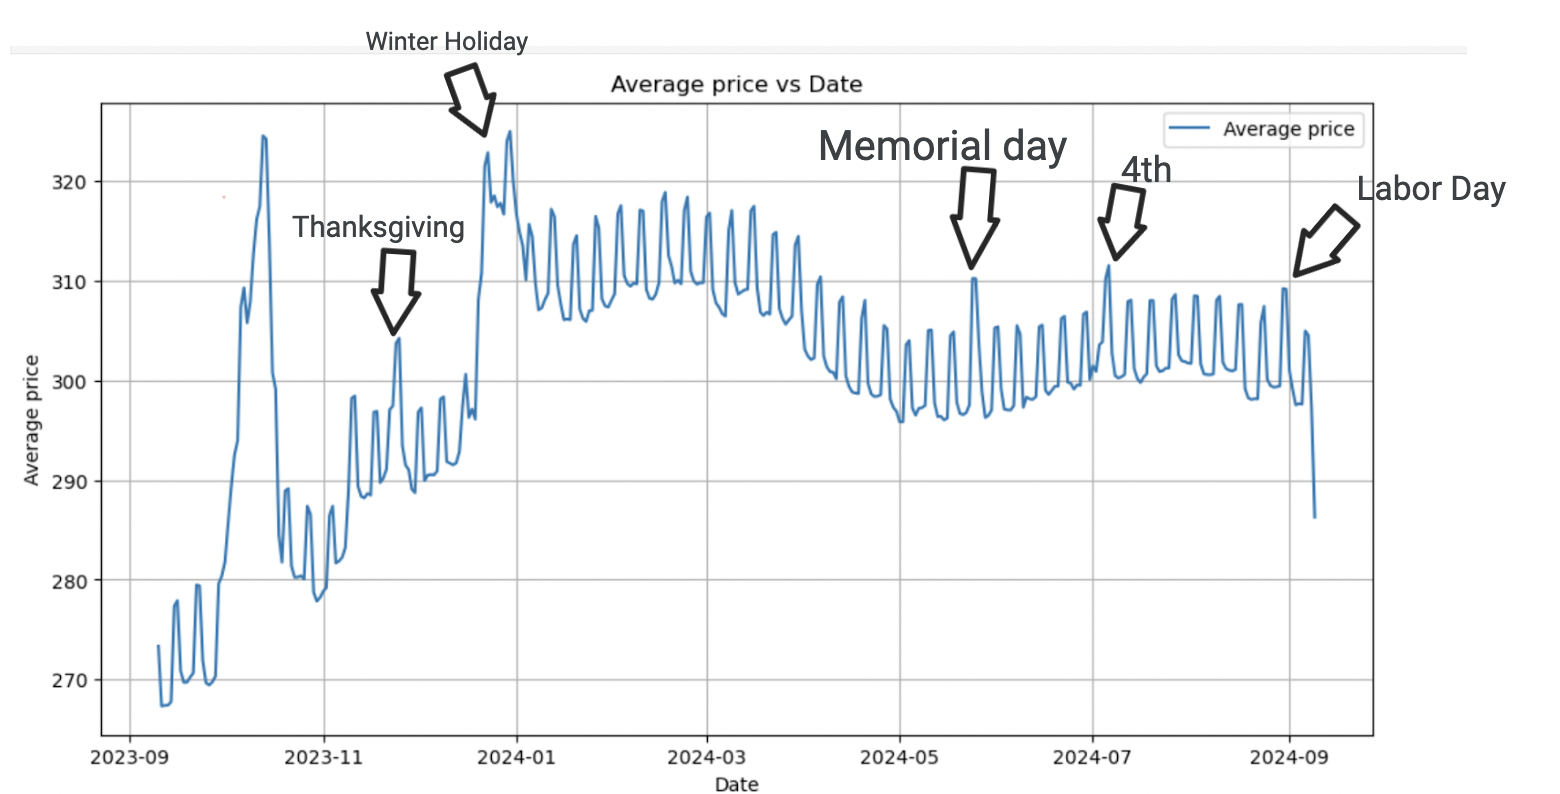 Winter Holiday
Average price vs Date
Average price
Memorial day
4th
Labor Day
Thanksgiving
320
310
300
290
280
270
Average price
2023-09
2023-11
2024-01
2024-03
2024-05
2024-07
2024-09
Date